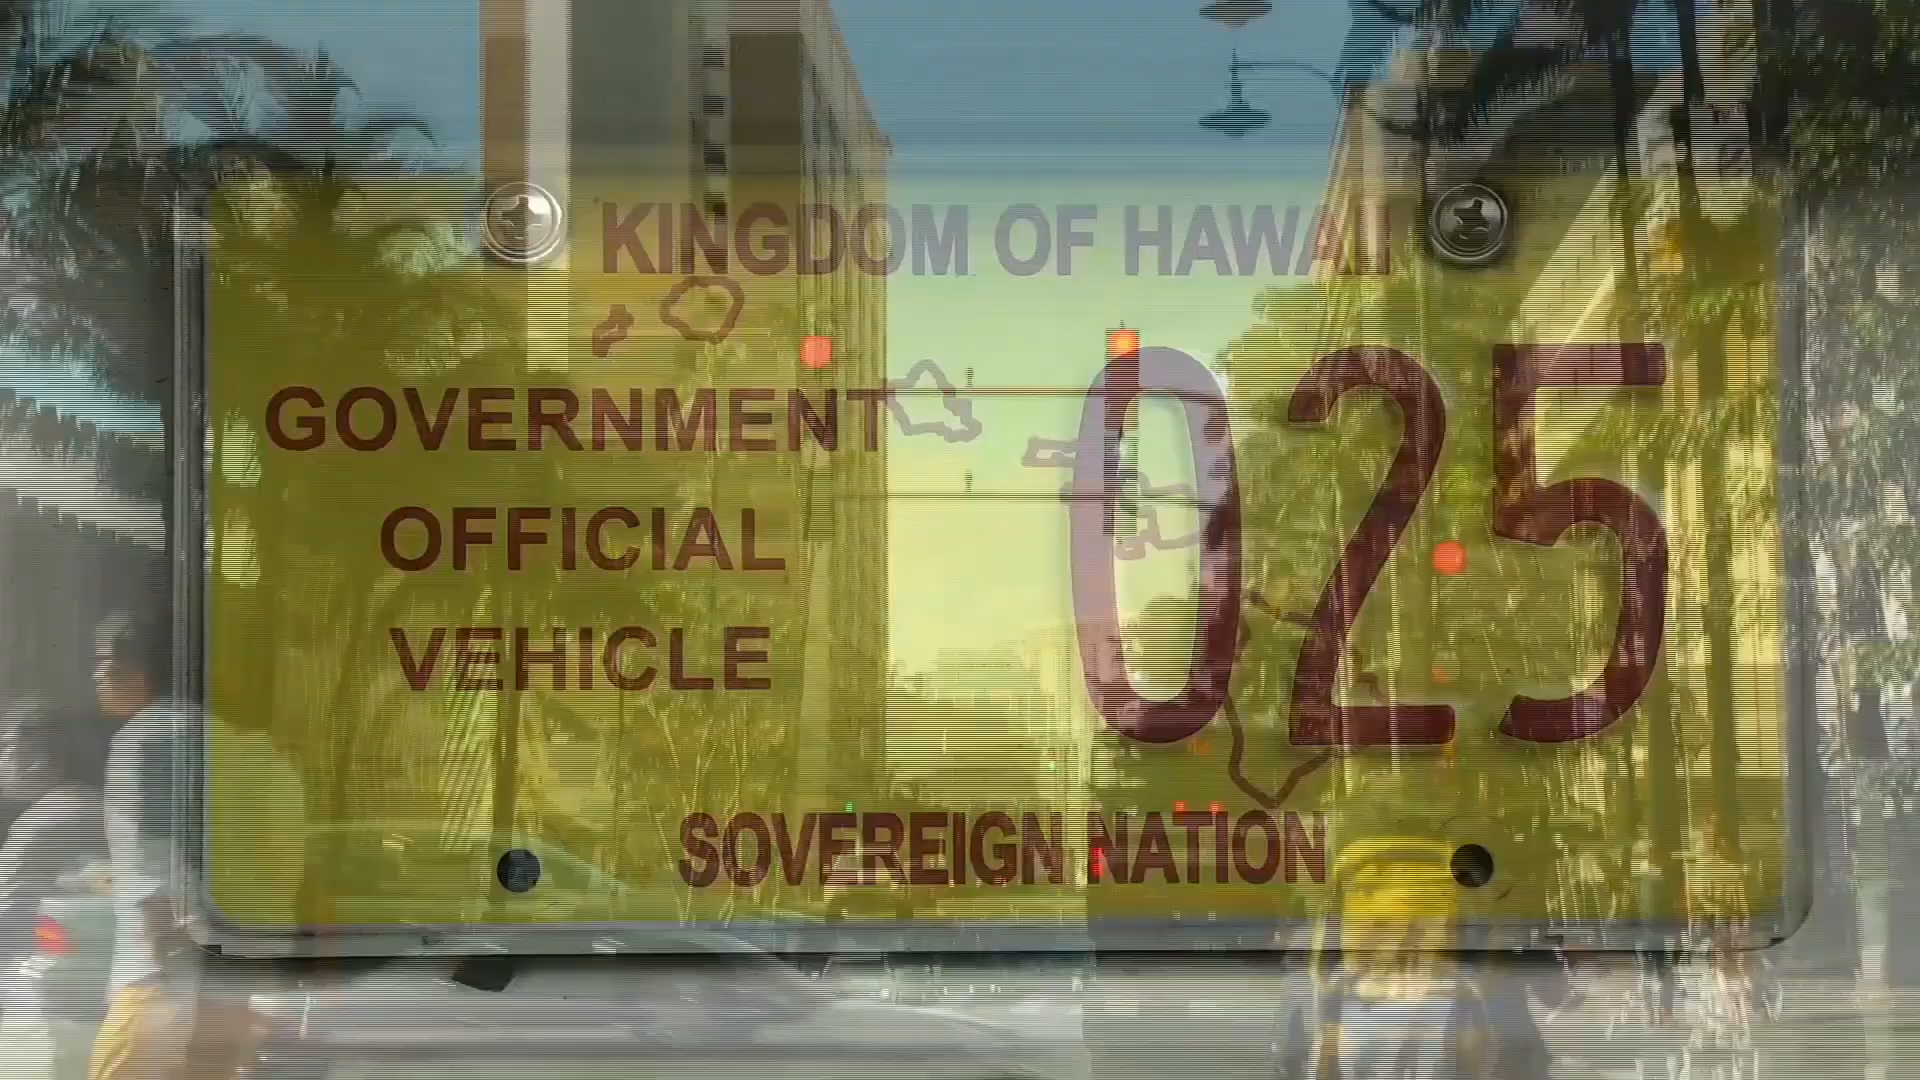 KINGDOM OF HAWAII
GOVERNMENT
OFFICIAL
VEHICLE
025
SOVEREIGN NATION